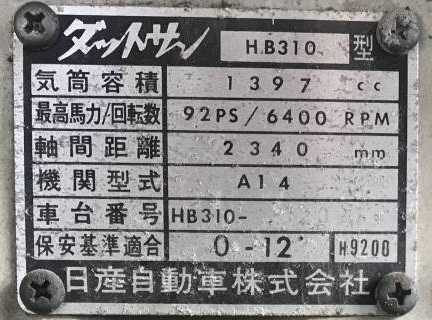 ダットサン HB310 型
気筒容積 1397 cc
最高馬力/回転数 92PS/6400 RPM
軸間距離 2340 mm
機関型式 A14
車台番号 HB310-
保安基準適合 0-12 H9200
日産自動車株式会社